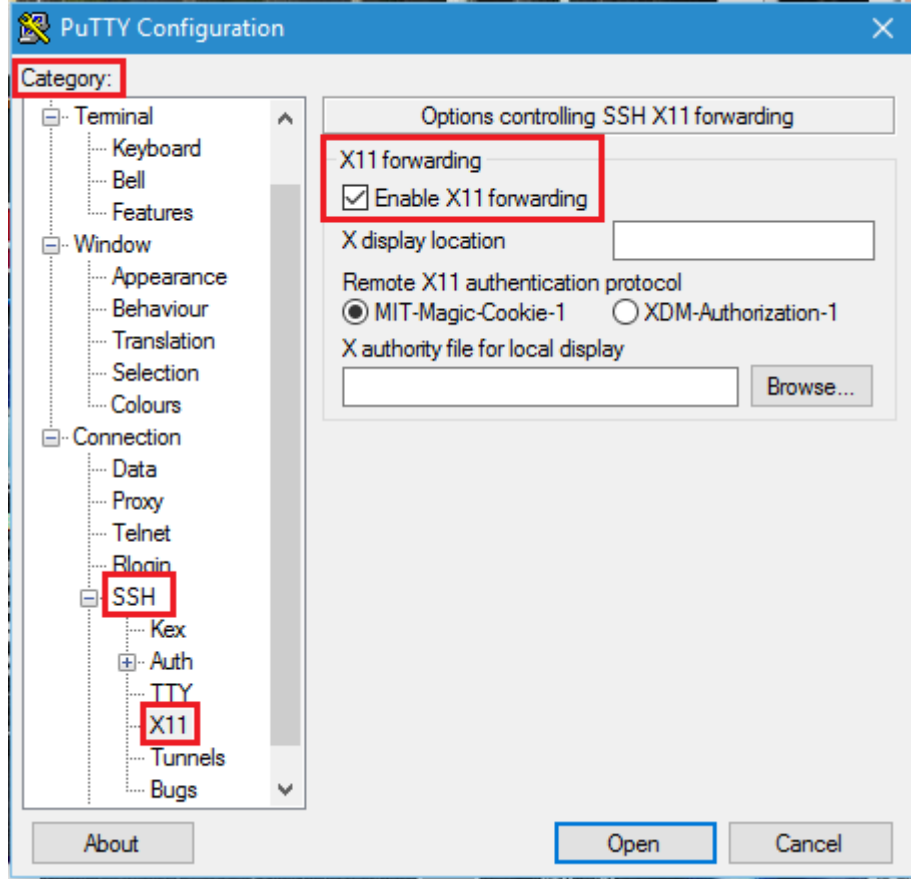 PuTTY Configuration
Category:
Terminal
Keyboard
Bell
Features
Window
Appearance
Behaviour
Translation
Selection
Colours
Connection
Data
Proxy
Telnet
Rlogin
SSH
Kex
Auth
TTY
X11
Tunnels
Bugs
Options controlling SSH X11 forwarding
X11 forwarding
Enable X11 forwarding
X display location
Remote X11 authentication protocol
MIT-Magic-Cookie-1 XDM-Authorization-1
X authority file for local display
Browse...
About Open Cancel